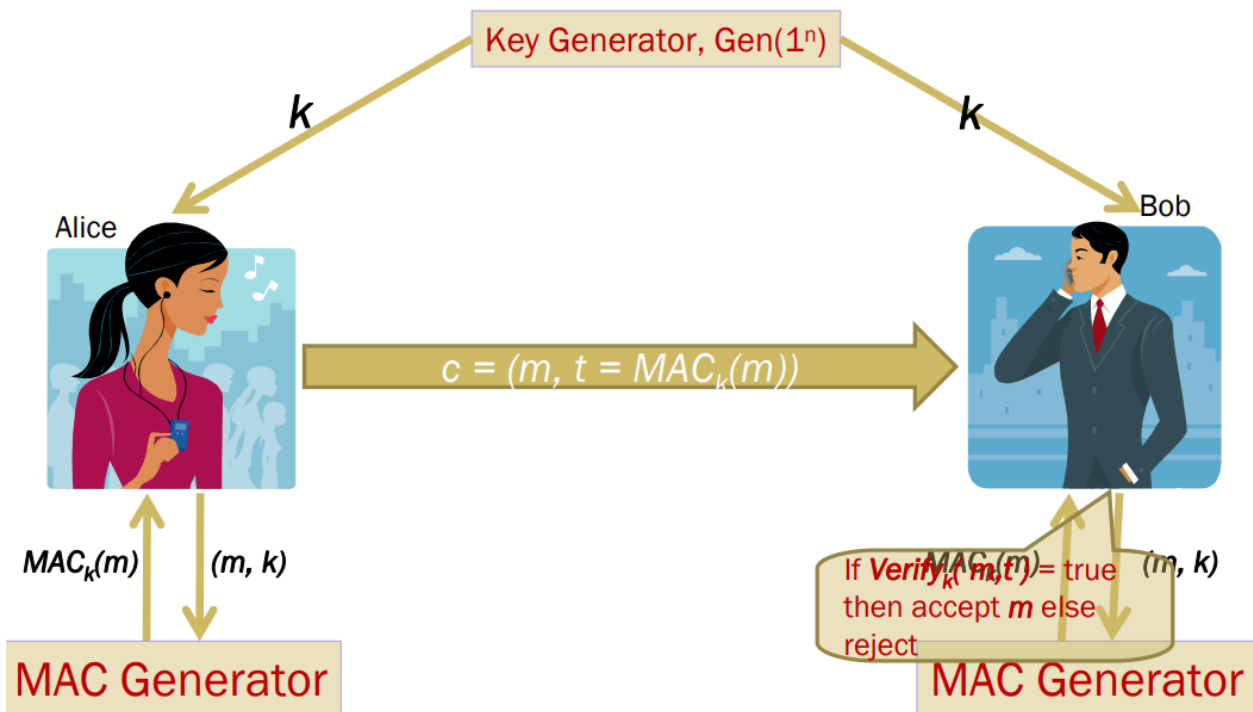 Key Generator, Gen(1ⁿ)
k
k
Alice
Bob
c = (m, t = MACₖ(m))
MACₖ(m)
(m, k)
MACₖ(m)
(m, k)
If Verifyₖ( m,t ) = true
then accept m else
reject
MAC Generator
MAC Generator